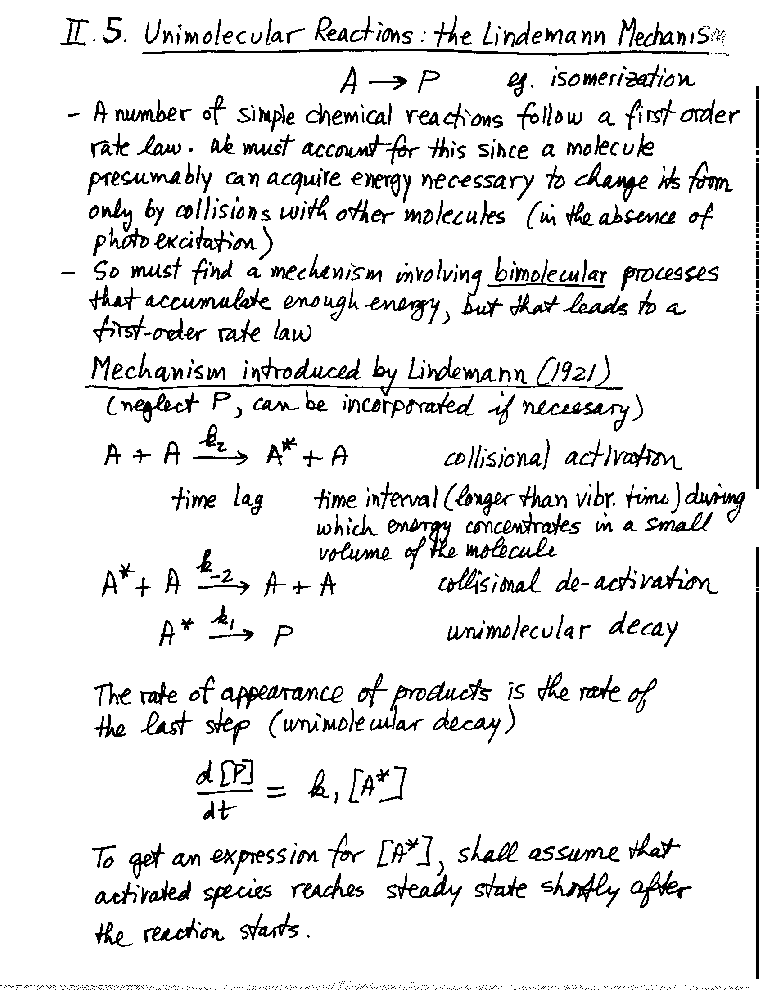 II.5. Unimolecular Reactions: the Lindemann Mechanism
A → P eg. isomerization
- A number of simple chemical reactions follow a first order
rate law. We must account for this since a molecule
presumably can acquire energy necessary to change its form
only by collisions with other molecules (in the absence of
photo excitation)
- So must find a mechanism involving bimolecular processes
that accumulate enough energy, but that leads to a
first-order rate law
Mechanism introduced by Lindemann (1921)
(neglect P, can be incorporated if necessary)
A + A k₂→ A* + A collisional activation
time lag time interval (longer than vibr. time) during
which energy concentrates in a small
volume of the molecule
A* + A k₋₂→ A + A collisional de-activation
A* k₁→ P unimolecular decay
The rate of appearance of products is the rate of
the last step (unimolecular decay)
d[P]/dt = k₁[A*]
To get an expression for [A*], shall assume that
activated species reaches steady state shortly after
the reaction starts.